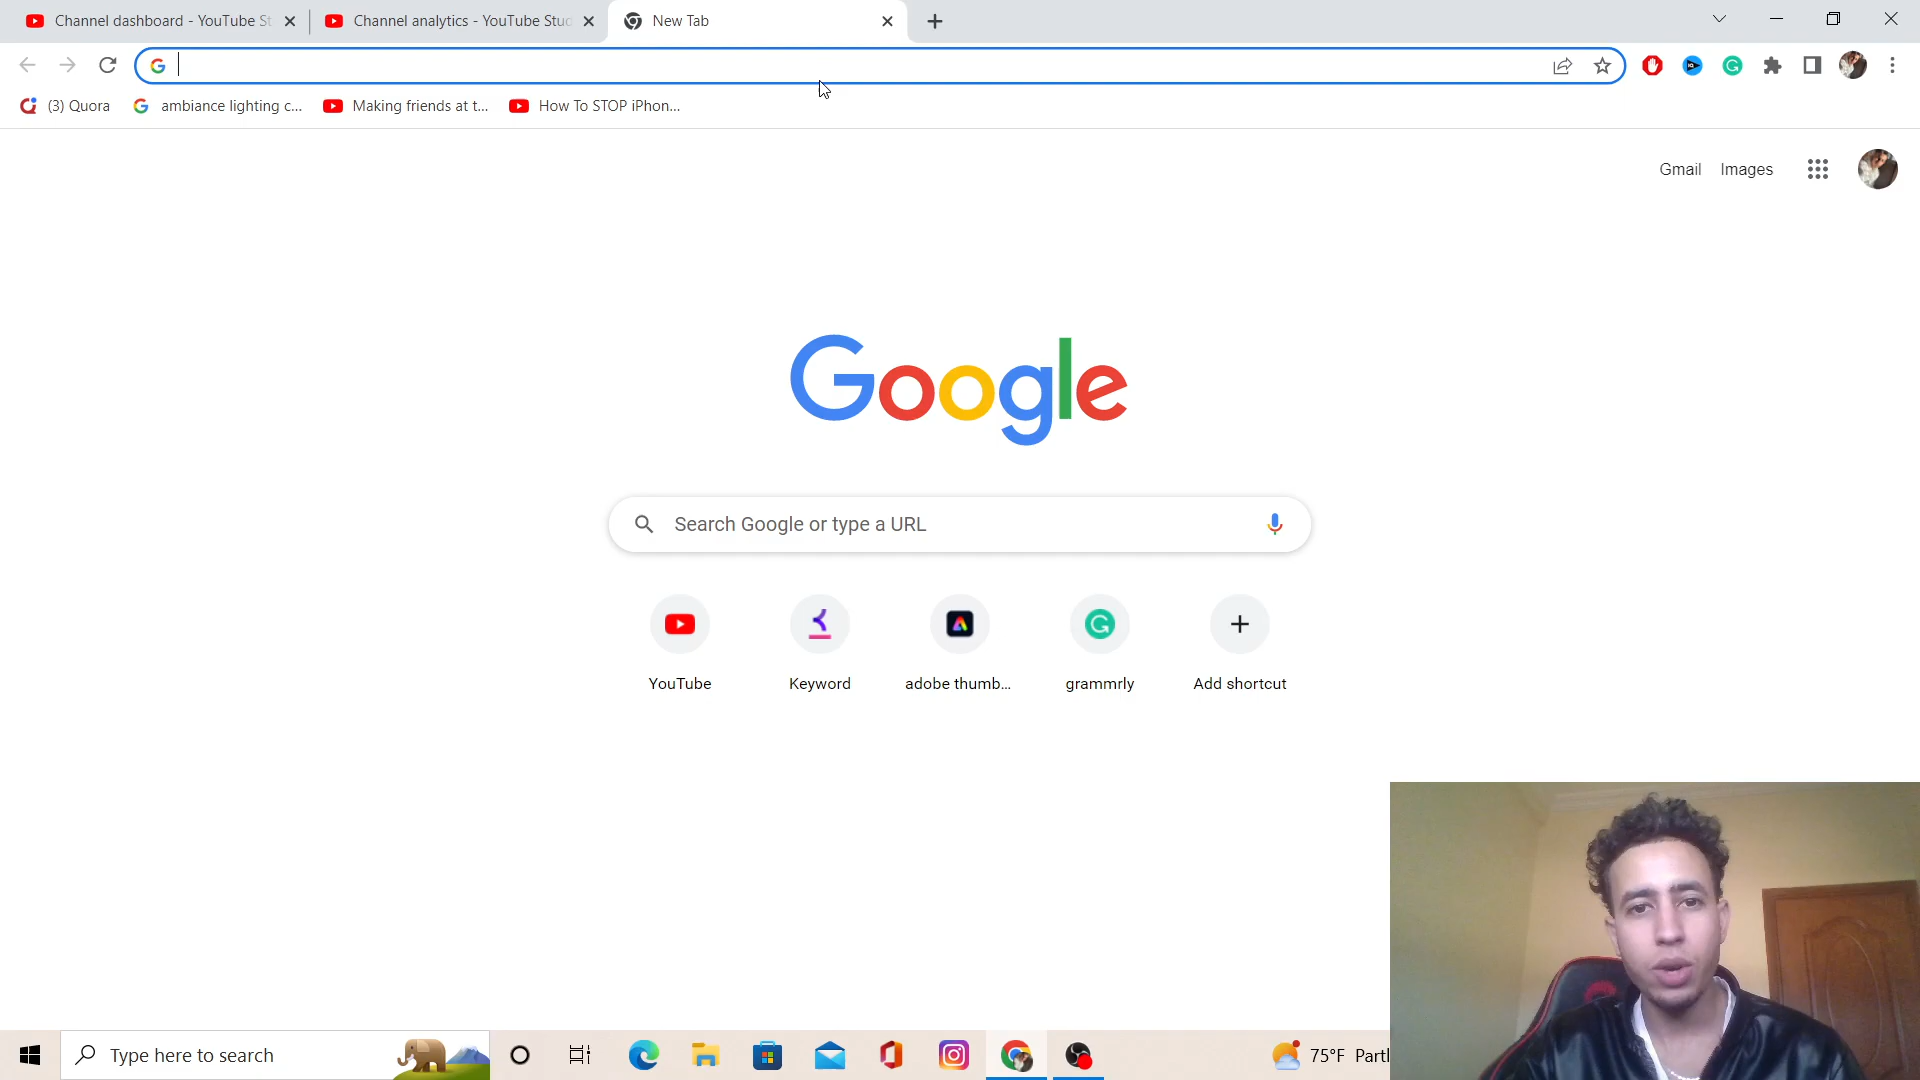 Channel dashboard - YouTube St
Channel analytics - YouTube Stud
New Tab
(3) Quora
ambiance lighting c...
Making friends at t...
How To STOP iPhon...
Gmail
Images
Google
Search Google or type a URL
YouTube
Keyword
adobe thumb...
grammrly
Add shortcut
Type here to search
75°F Partl